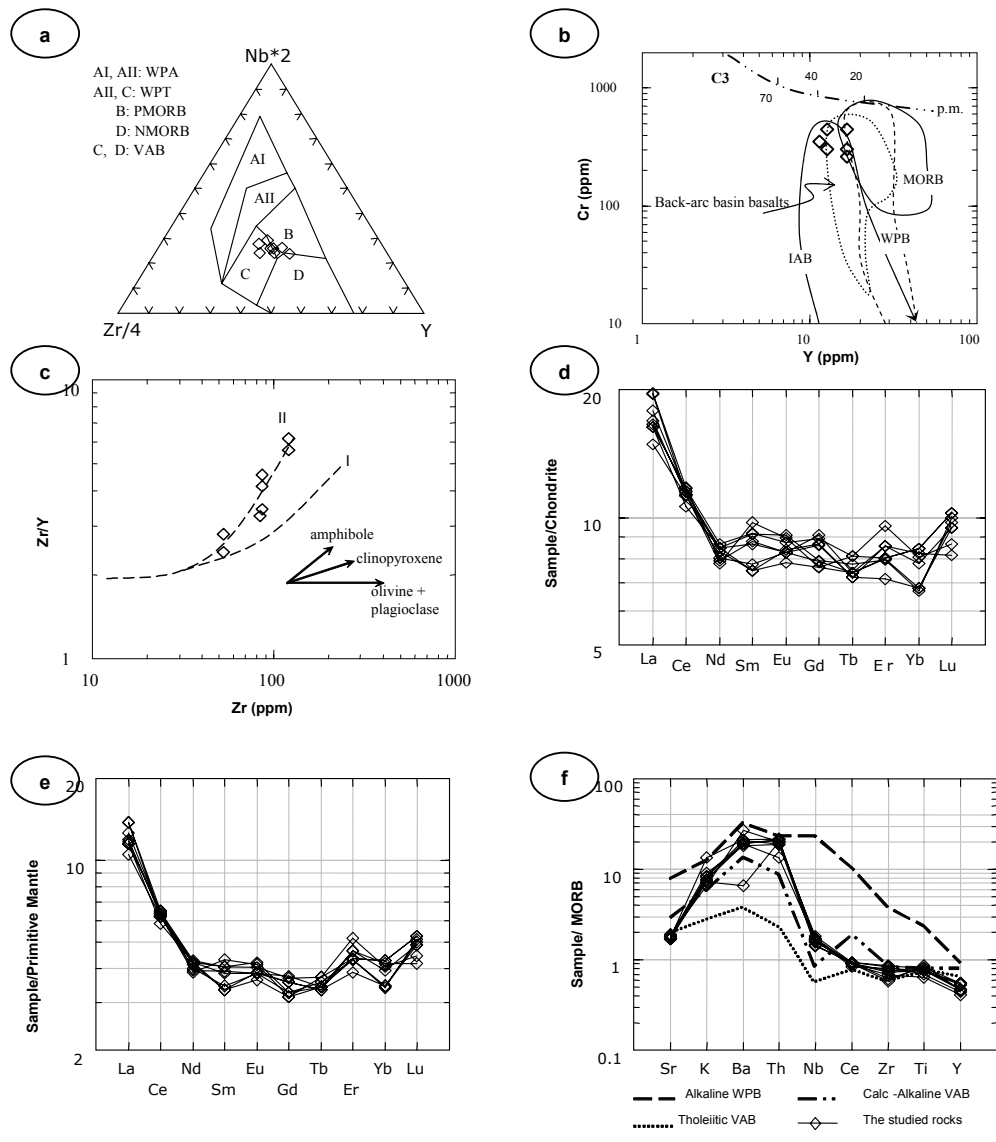 a
Nb*2
AI, AII: WPA
AII, C: WPT
B: PMORB
D: NMORB
C, D: VAB
AI
AII
B
C
D
Zr/4
Y
b
C3
40
20
70
p.m.
1000
100
10
Cr (ppm)
Back-arc basin basalts
MORB
WPB
IAB
1
10
100
Y (ppm)
c
10
1
Zr/Y
II
I
amphibole
clinopyroxene
olivine +
plagioclase
10
100
1000
Zr (ppm)
d
20
10
5
Sample/Chondrite
La
Ce
Nd
Sm
Eu
Gd
Tb
Er
Yb
Lu
e
20
10
2
Sample/Primitive Mantle
La
Ce
Nd
Sm
Eu
Gd
Tb
Er
Yb
Lu
f
100
10
1
0.1
Sample/ MORB
Sr
K
Ba
Th
Nb
Ce
Zr
Ti
Y
Alkaline WPB
Calc -Alkaline VAB
Tholeiitic VAB
The studied rocks